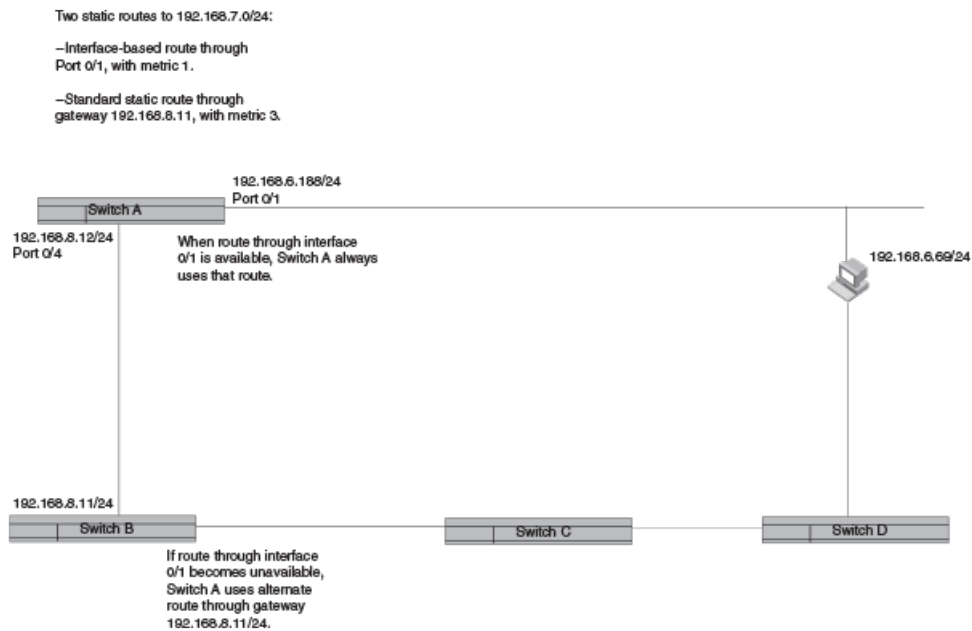 Two static routes to 192.168.7.0/24:
–Interface-based route through
Port 0/1, with metric 1.
–Standard static route through
gateway 192.168.8.11, with metric 3.
192.168.6.188/24
Port 0/1
Switch A
192.168.8.12/24
Port 0/4
When route through interface
0/1 is available, Switch A always
uses that route.
192.168.6.69/24
192.168.8.11/24
Switch B
Switch C
Switch D
If route through interface
0/1 becomes unavailable,
Switch A uses alternate
route through gateway
192.168.8.11/24.